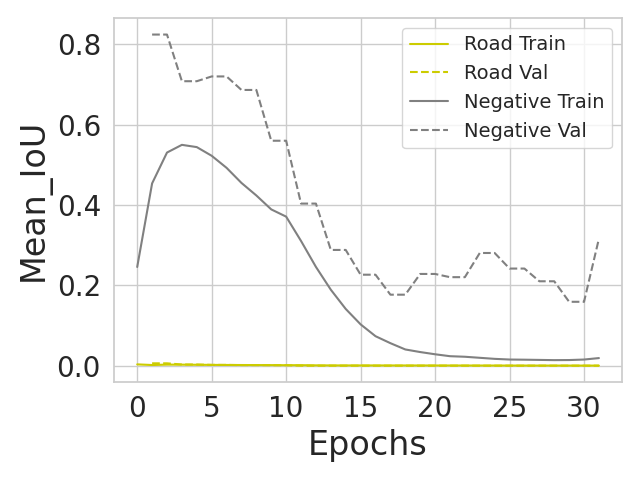 Mean_IoU
0.8
0.6
0.4
0.2
0.0
Road Train
Road Val
Negative Train
Negative Val
0 5 10 15 20 25 30
Epochs